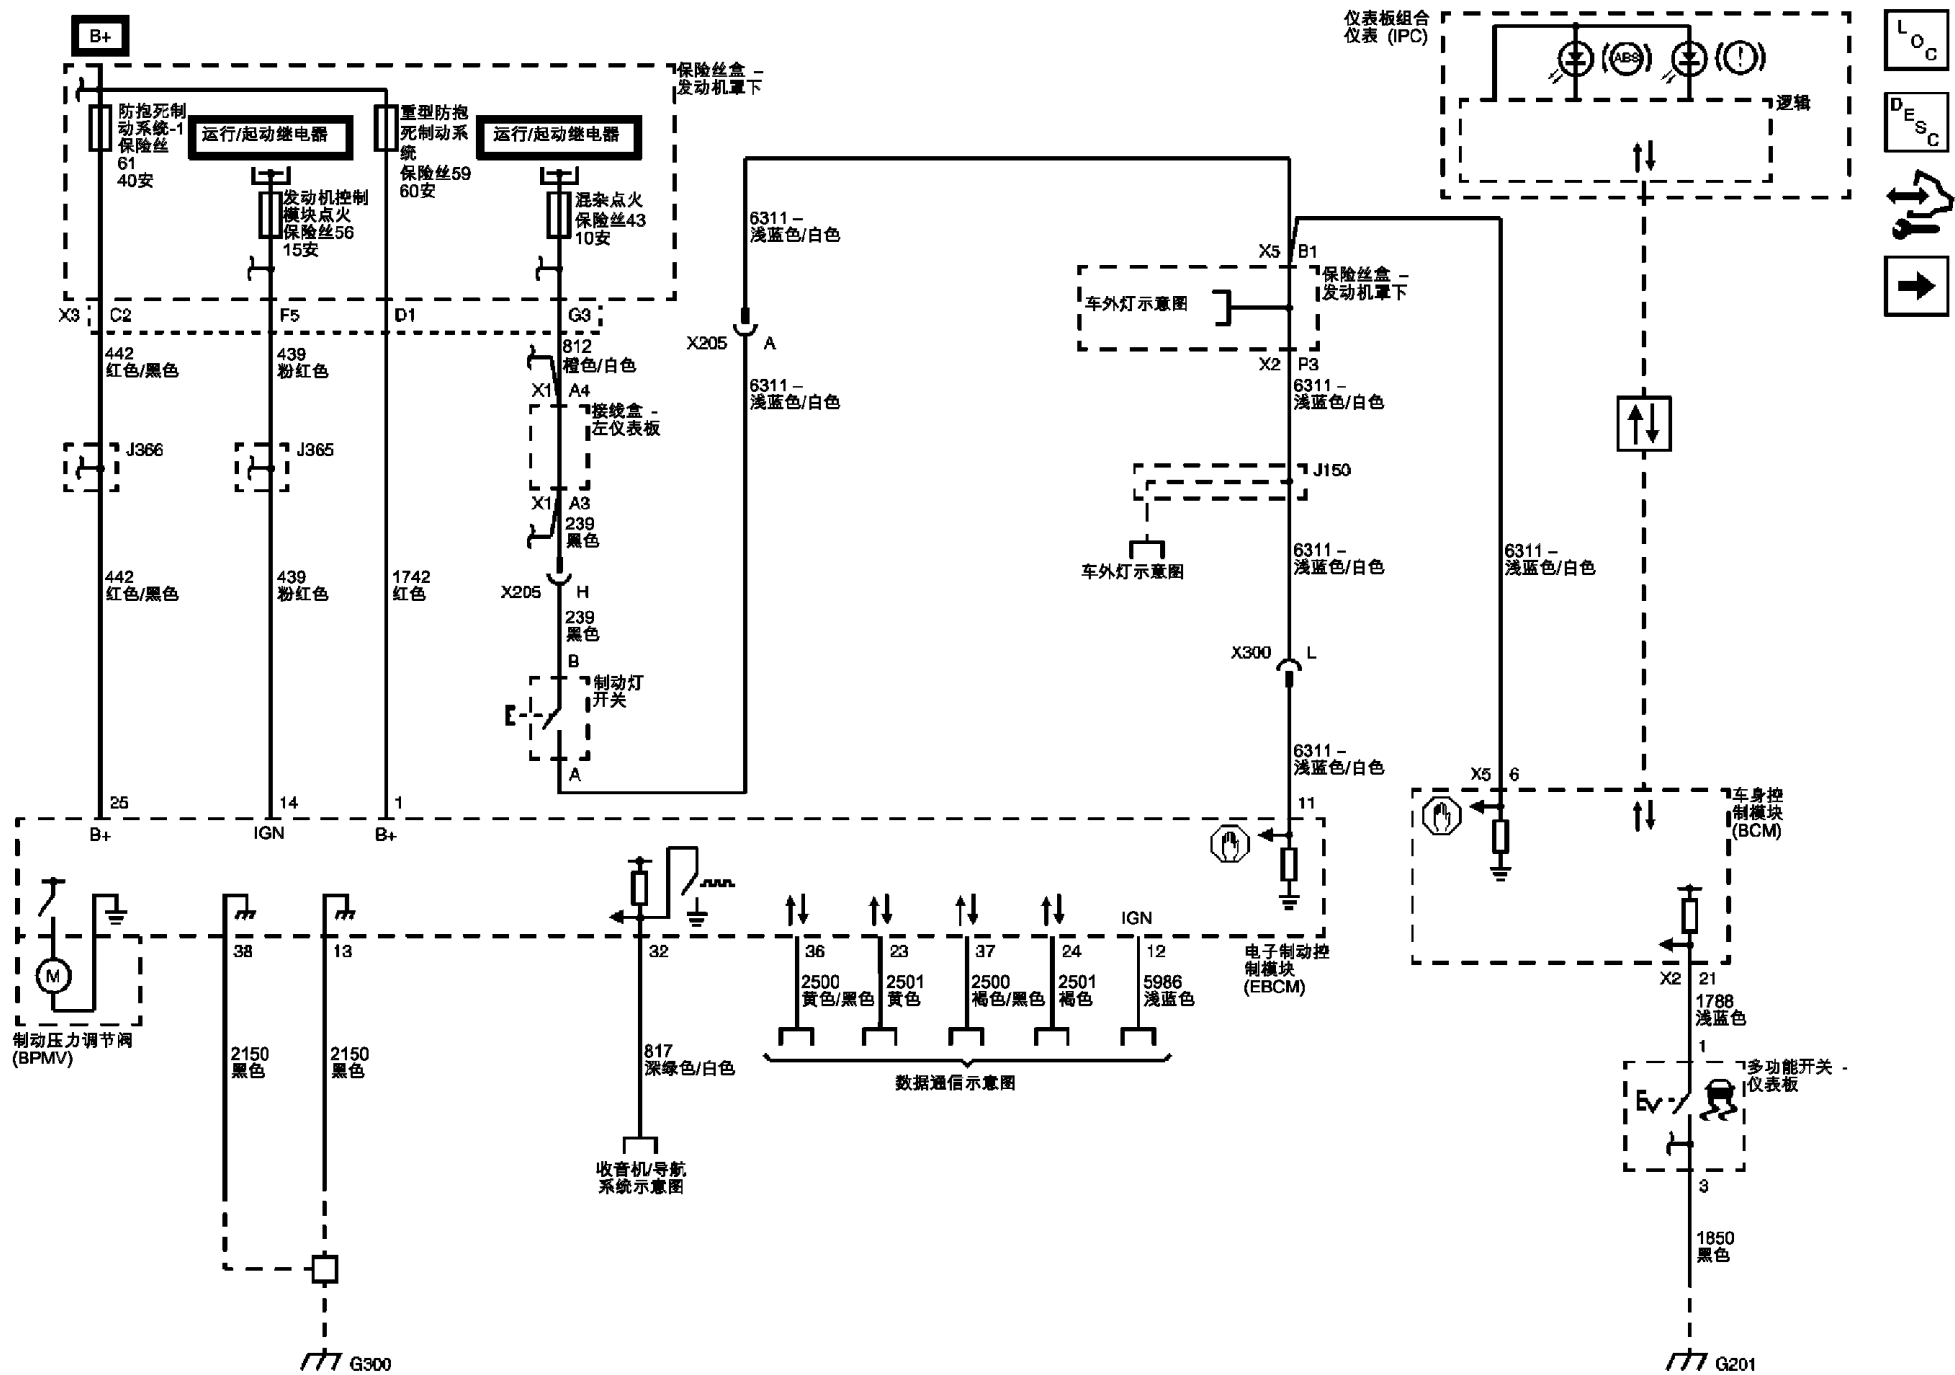 B+
保险丝盒 –
发动机罩下
防抱死制
动系统-1
保险丝
61
40安
运行/起动继电器
发动机控制
模块点火
保险丝56
15安
重型防抱
死制动系
统
保险丝59
60安
运行/起动继电器
混杂点火
保险丝43
10安
X3
C2
F5
D1
G3
442
红色/黑色
439
粉红色
812
橙色/白色
X1
A4
接线盒 -
左仪表板
J366
J365
X1
A3
239
黑色
442
红色/黑色
439
粉红色
1742
红色
X205
H
239
黑色
B
制动灯
开关
A
6311 –
浅蓝色/白色
X205
A
6311 –
浅蓝色/白色
X5
B1
保险丝盒 –
发动机罩下
车外灯示意图
X2
P3
6311 –
浅蓝色/白色
J150
车外灯示意图
6311 –
浅蓝色/白色
6311 –
浅蓝色/白色
X300
L
6311 –
浅蓝色/白色
仪表板组合
仪表 (IPC)
ABS
!
逻辑
L
O
C
D
E
S
C
25
14
1
11
B+
IGN
B+
M
制动压力调节阀
(BPMV)
38
13
32
36
23
37
24
IGN
12
电子制动控
制模块
(EBCM)
2500
黄色/黑色
2501
黄色
2500
褐色/黑色
2501
褐色
5986
浅蓝色
数据通信示意图
2150
黑色
2150
黑色
817
深绿色/白色
收音机/导航
系统示意图
X5
6
车身控
制模块
(BCM)
X2
21
1788
浅蓝色
1
多功能开关 -
仪表板
3
1850
黑色
G300
G201